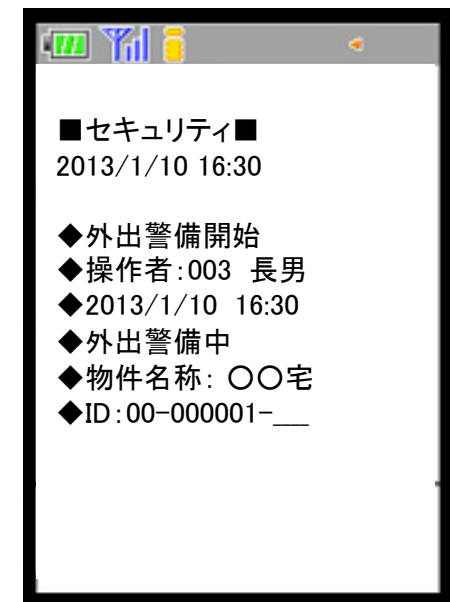 ■セキュリティ■
2013/1/10 16:30
◆外出警備開始
◆操作者:003 長男
◆2013/1/10 16:30
◆外出警備中
◆物件名称: 〇〇宅
◆ID:00-000001-___